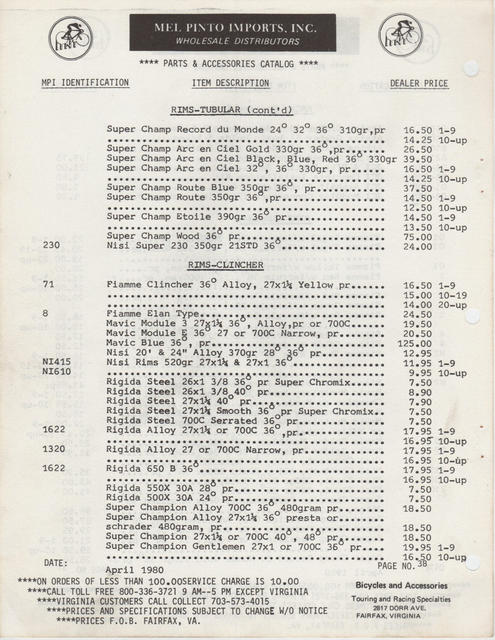 MEL PINTO IMPORTS, INC.
WHOLESALE DISTRIBUTORS
**** PARTS & ACCESSORIES CATALOG ****
MPI IDENTIFICATION ITEM DESCRIPTION DEALER PRICE
RIMS-TUBULAR (cont'd)
Super Champ Record du Monde 24° 32° 36° 310gr,pr 16.50 1-9
14.25 10-up
Super Champ Arc en Ciel Gold 330gr 36°,pr...... 26.50
Super Champ Arc en Ciel Black, Blue, Red 36° 330gr 39.50
Super Champ Arc en Ciel 32°, 36° 330gr, pr..... 16.50 1-9
14.25 10-up
Super Champ Route Blue 350gr 36°, pr........... 37.50
Super Champ Route 350gr 36°,pr................. 14.50 1-9
12.50 10-up
Super Champ Etoile 390gr 36° pr................ 14.50 1-9
13.50 10-up
Super Champ Wood 36° pr........................ 75.00
230 Nisi Super 230 350gr 21STD 36°................. 24.00
RIMS-CLINCHER
71 Fiamme Clincher 36° Alloy, 27x1¼ Yellow pr..... 16.50 1-9
15.00 10-19
14.00 20-up
8 Fiamme Elan Type............................... 24.50
Mavic Module 3 27x1¼ 36°, Alloy,pr or 700C..... 19.50
Mavic Module E 36° 27 or 700C Narrow, pr....... 20.50
Mavic Blue 36°, pr............................. 125.00
Nisi 20' & 24" Alloy 370gr 28° 36° pr.......... 12.95
NI415 Nisi Rims 520gr 27x1¼ & 27x1 36°............... 11.95 1-9
NI610 9.95 10-up
Rigida Steel 26x1 3/8 36° pr Super Chromix..... 7.50
Rigida Steel 26x1 3/8 40° pr................... 8.90
Rigida Steel 27x1¼ 40° pr...................... 7.90
Rigida Steel 27x1¼ Smooth 36° pr Super Chromix.. 7.50
Rigida Steel 700C Serrated 36° pr.............. 7.50
1622 Rigida Alloy 27x1¼ or 700C 36°,pr.............. 17.95 1-9
16.95 10-up
1320 Rigida Alloy 27 or 700C Narrow, pr............. 17.95 1-9
16.95 10-up
1622 Rigida 650 B 36°............................... 17.95 1-9
16.95 10-up
Rigida 550X 30A 28° pr......................... 7.50
Rigida 500X 30A 24° pr......................... 7.50
Super Champion Alloy 700C 36° 480gram pr....... 18.50
Super Champion Alloy 27x1¼ 36° presta or
schrader 480gram, pr........................... 18.50
Super Champion 27x1¼ or 700C 40°, 48° pr....... 18.50
Super Champion Gentlemen 27x1 or 700C 36° pr... 19.95 1-9
16.50 10-up
DATE: April 1980 PAGE NO. 38
****ON ORDERS OF LESS THAN 100.00SERVICE CHARGE IS 10.00
****CALL TOLL FREE 800-336-3721 9 AM--5 PM EXCEPT VIRGINIA
****VIRGINIA CUSTOMERS CALL COLLECT 703-573-4015
****PRICES AND SPECIFICATIONS SUBJECT TO CHANGE W/O NOTICE
****PRICES F.O.B. FAIRFAX, VA.
Bicycles and Accessories
Touring and Racing Specialties
2817 DORR AVE.
FAIRFAX, VIRGINIA